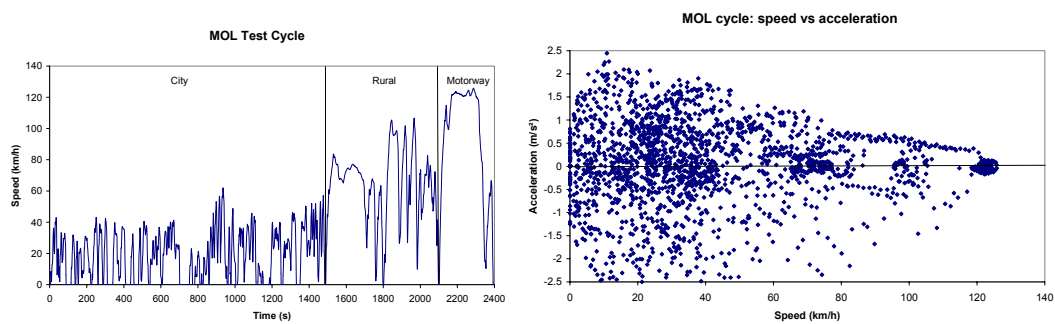 MOL Test Cycle
140
120
100
80
60
40
20
0
Speed (km/h)
City
Rural
Motorway
0 200 400 600 800 1000 1200 1400 1600 1800 2000 2200 2400
Time (s)
MOL cycle: speed vs acceleration
2.5
2
1.5
1
0.5
0
-0.5
-1
-1.5
-2
-2.5
Acceleration (m/s²)
0 20 40 60 80 100 120 140
Speed (km/h)